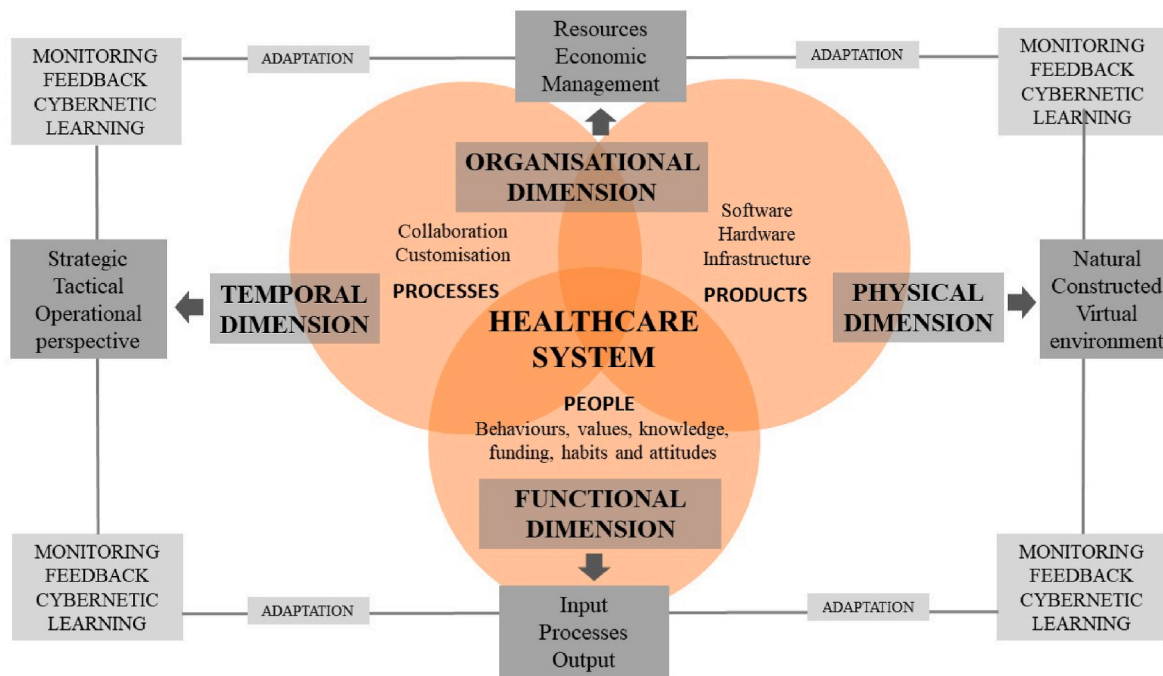 MONITORING
FEEDBACK
CYBERNETIC
LEARNING
ADAPTATION
Resources
Economic
Management
ADAPTATION
MONITORING
FEEDBACK
CYBERNETIC
LEARNING
ORGANISATIONAL
DIMENSION
Collaboration
Customisation
PROCESSES
Software
Hardware
Infrastructure
PRODUCTS
Strategic
Tactical
Operational
perspective
TEMPORAL
DIMENSION
PHYSICAL
DIMENSION
Natural
Constructed
Virtual
environment
HEALTHCARE
SYSTEM
PEOPLE
Behaviours, values, knowledge,
funding, habits and attitudes
FUNCTIONAL
DIMENSION
MONITORING
FEEDBACK
CYBERNETIC
LEARNING
ADAPTATION
Input
Processes
Output
ADAPTATION
MONITORING
FEEDBACK
CYBERNETIC
LEARNING